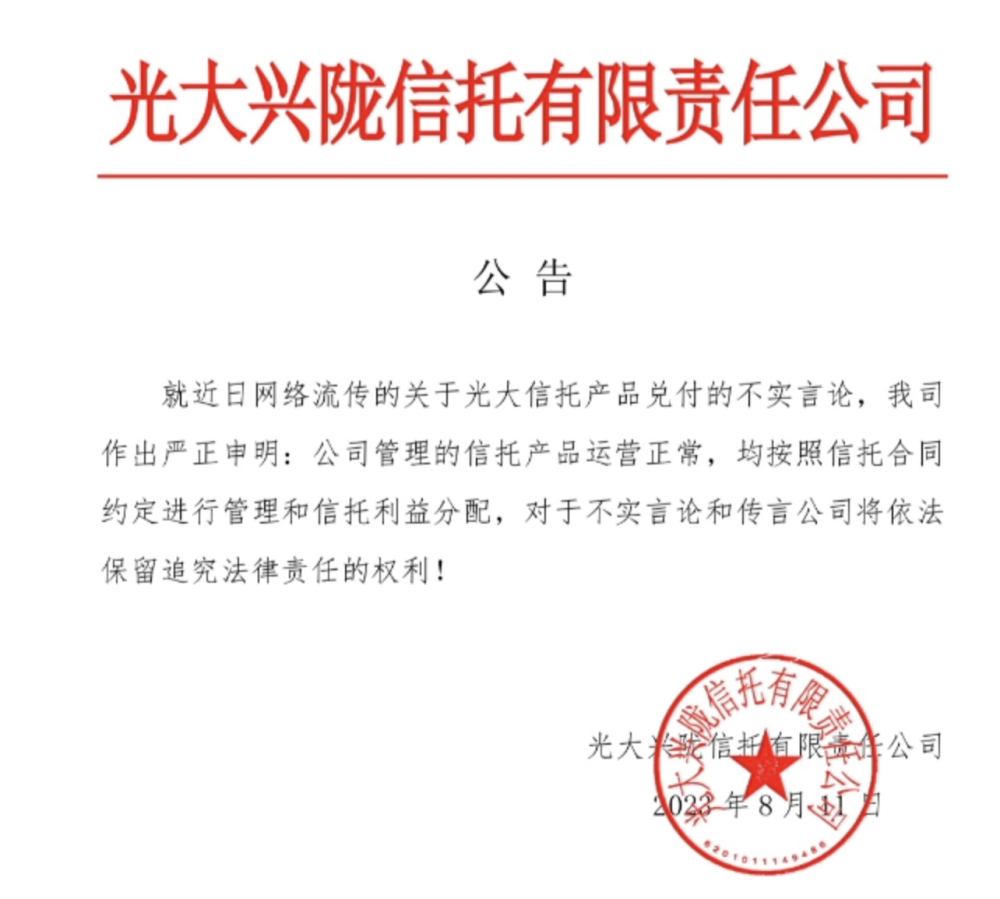 光大兴陇信托有限责任公司
公 告
就近日网络流传的关于光大信托产品兑付的不实言论，我司
作出严正申明：公司管理的信托产品运营正常，均按照信托合同
约定进行管理和信托利益分配，对于不实言论和传言公司将依法
保留追究法律责任的权利！
光大兴陇信托有限责任公司
2023 年 8 月 11 日
光大兴陇信托有限责任公司
6201011149486